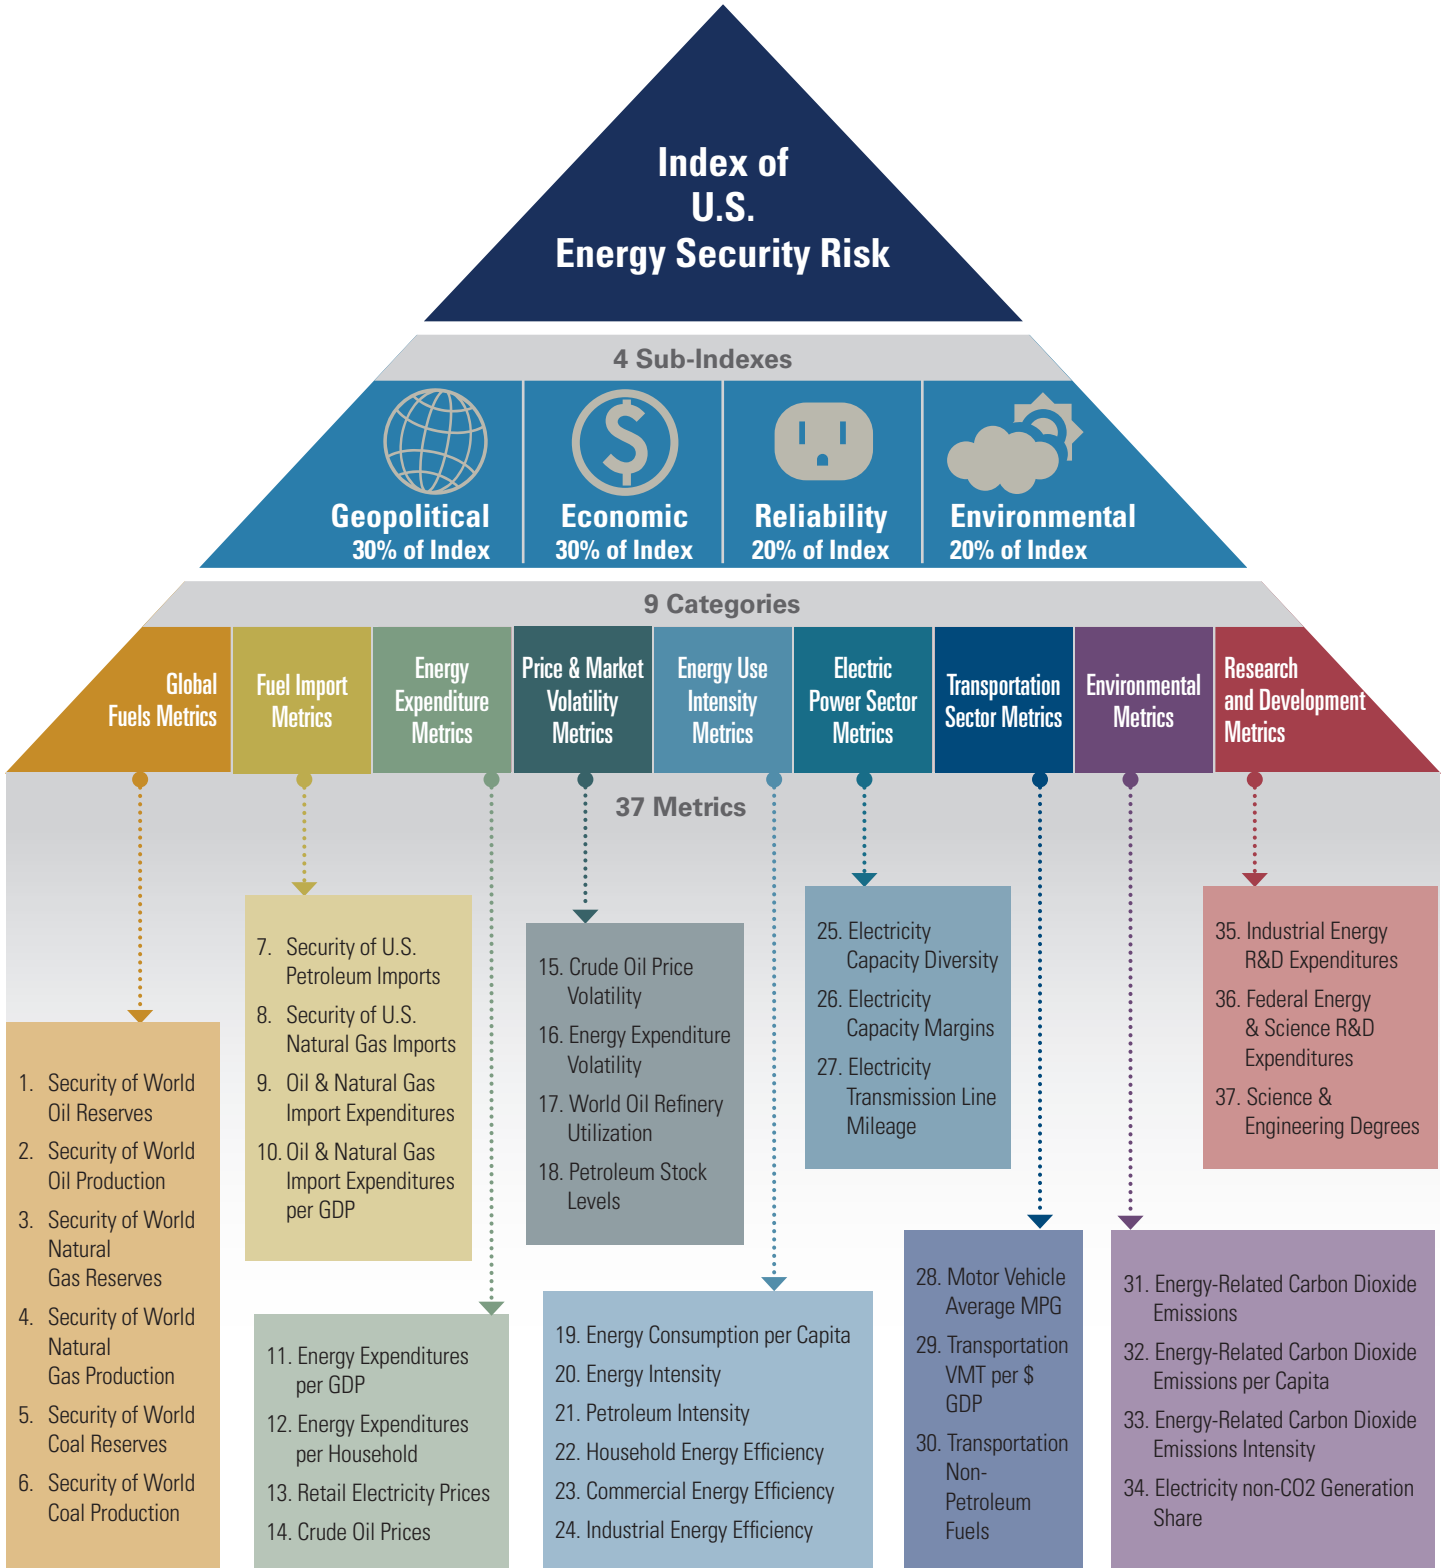 Index of
U.S.
Energy Security Risk
4 Sub-Indexes
Geopolitical
30% of Index
Economic
30% of Index
Reliability
20% of Index
Environmental
20% of Index
9 Categories
Global
Fuels Metrics
Fuel Import
Metrics
Energy
Expenditure
Metrics
Price & Market
Volatility
Metrics
Energy Use
Intensity
Metrics
Electric
Power Sector
Metrics
Transportation
Sector Metrics
Environmental
Metrics
Research
and Development
Metrics
37 Metrics
1. Security of World
Oil Reserves
2. Security of World
Oil Production
3. Security of World
Natural
Gas Reserves
4. Security of World
Natural
Gas Production
5. Security of World
Coal Reserves
6. Security of World
Coal Production
7. Security of U.S.
Petroleum Imports
8. Security of U.S.
Natural Gas Imports
9. Oil & Natural Gas
Import Expenditures
10. Oil & Natural Gas
Import Expenditures
per GDP
11. Energy Expenditures
per GDP
12. Energy Expenditures
per Household
13. Retail Electricity Prices
14. Crude Oil Prices
15. Crude Oil Price
Volatility
16. Energy Expenditure
Volatility
17. World Oil Refinery
Utilization
18. Petroleum Stock
Levels
19. Energy Consumption per Capita
20. Energy Intensity
21. Petroleum Intensity
22. Household Energy Efficiency
23. Commercial Energy Efficiency
24. Industrial Energy Efficiency
25. Electricity
Capacity Diversity
26. Electricity
Capacity Margins
27. Electricity
Transmission Line
Mileage
28. Motor Vehicle
Average MPG
29. Transportation
VMT per $
GDP
30. Transportation
Non-
Petroleum
Fuels
31. Energy-Related Carbon Dioxide
Emissions
32. Energy-Related Carbon Dioxide
Emissions per Capita
33. Energy-Related Carbon Dioxide
Emissions Intensity
34. Electricity non-CO2 Generation
Share
35. Industrial Energy
R&D Expenditures
36. Federal Energy
& Science R&D
Expenditures
37. Science &
Engineering Degrees